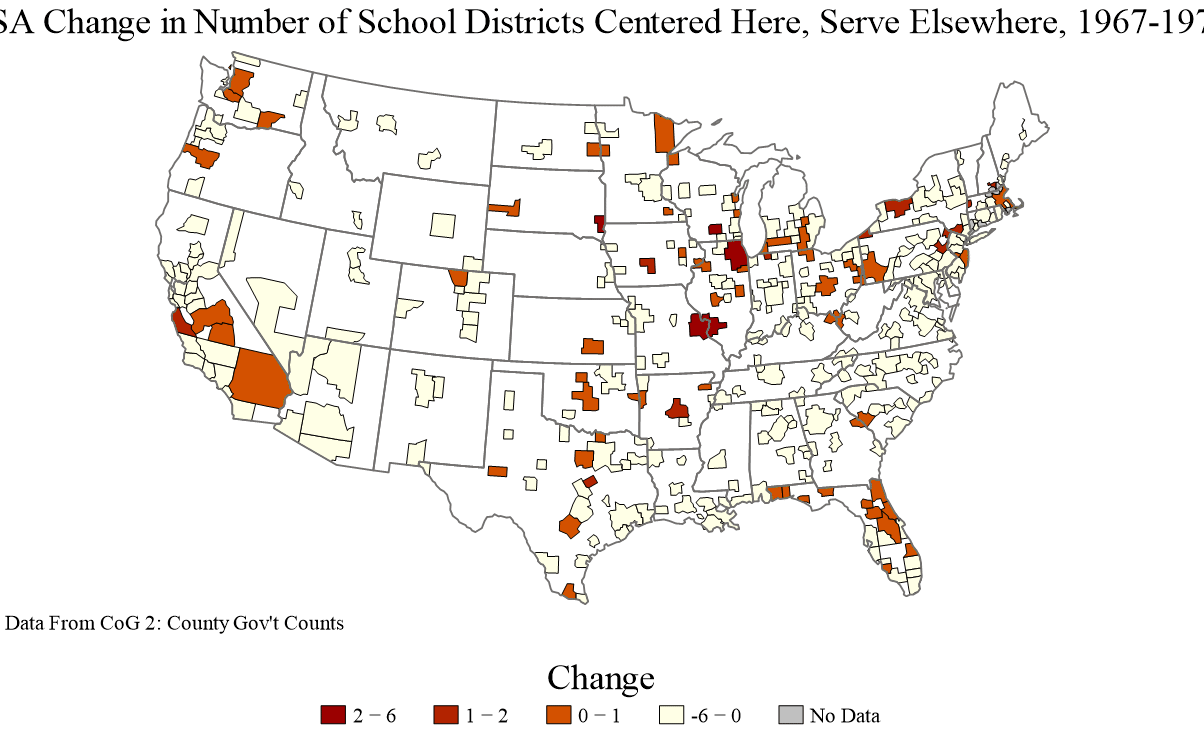 SA Change in Number of School Districts Centered Here, Serve Elsewhere, 1967-197
Data From CoG 2: County Gov't Counts
Change
2 − 6
1 − 2
0 − 1
-6 − 0
No Data